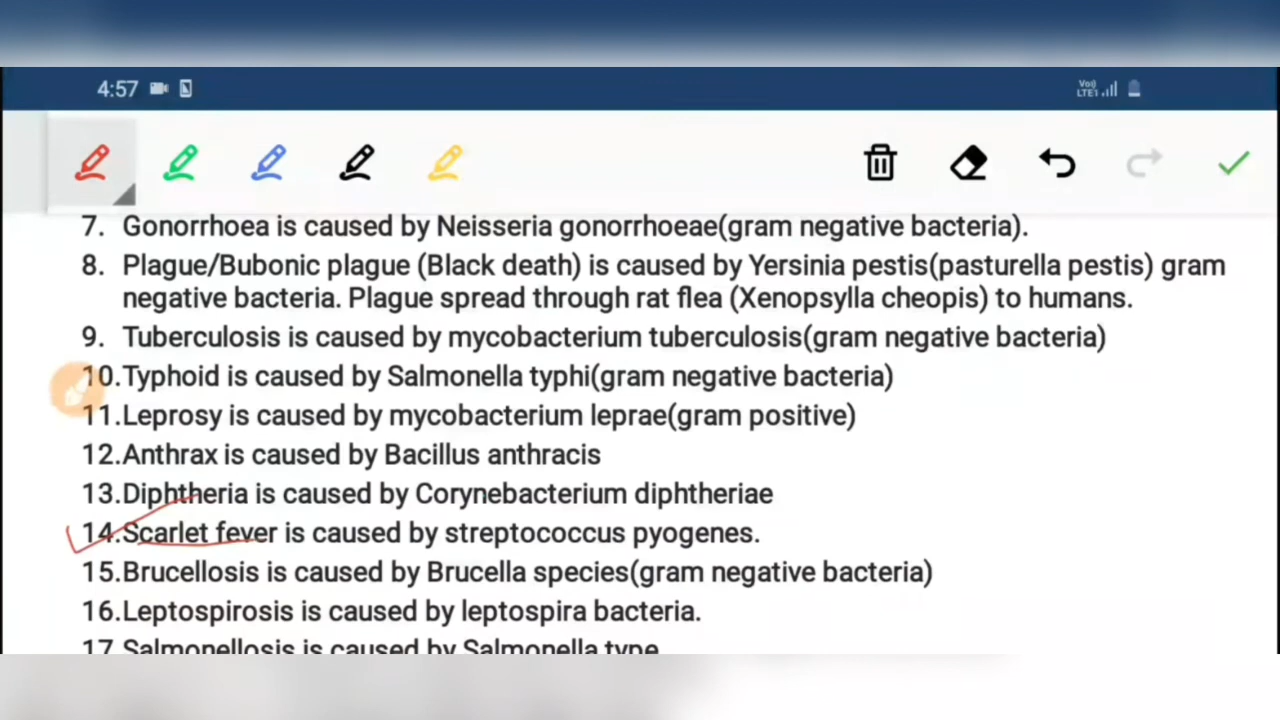 4:57
Vo)) LTE1
7. Gonorrhoea is caused by Neisseria gonorrhoeae(gram negative bacteria).
8. Plague/Bubonic plague (Black death) is caused by Yersinia pestis(pasturella pestis) gram
negative bacteria. Plague spread through rat flea (Xenopsylla cheopis) to humans.
9. Tuberculosis is caused by mycobacterium tuberculosis(gram negative bacteria)
10.Typhoid is caused by Salmonella typhi(gram negative bacteria)
11.Leprosy is caused by mycobacterium leprae(gram positive)
12.Anthrax is caused by Bacillus anthracis
13.Diphtheria is caused by Corynebacterium diphtheriae
14.Scarlet fever is caused by streptococcus pyogenes.
15.Brucellosis is caused by Brucella species(gram negative bacteria)
16.Leptospirosis is caused by leptospira bacteria.
17.Salmonellosis is caused by Salmonella type